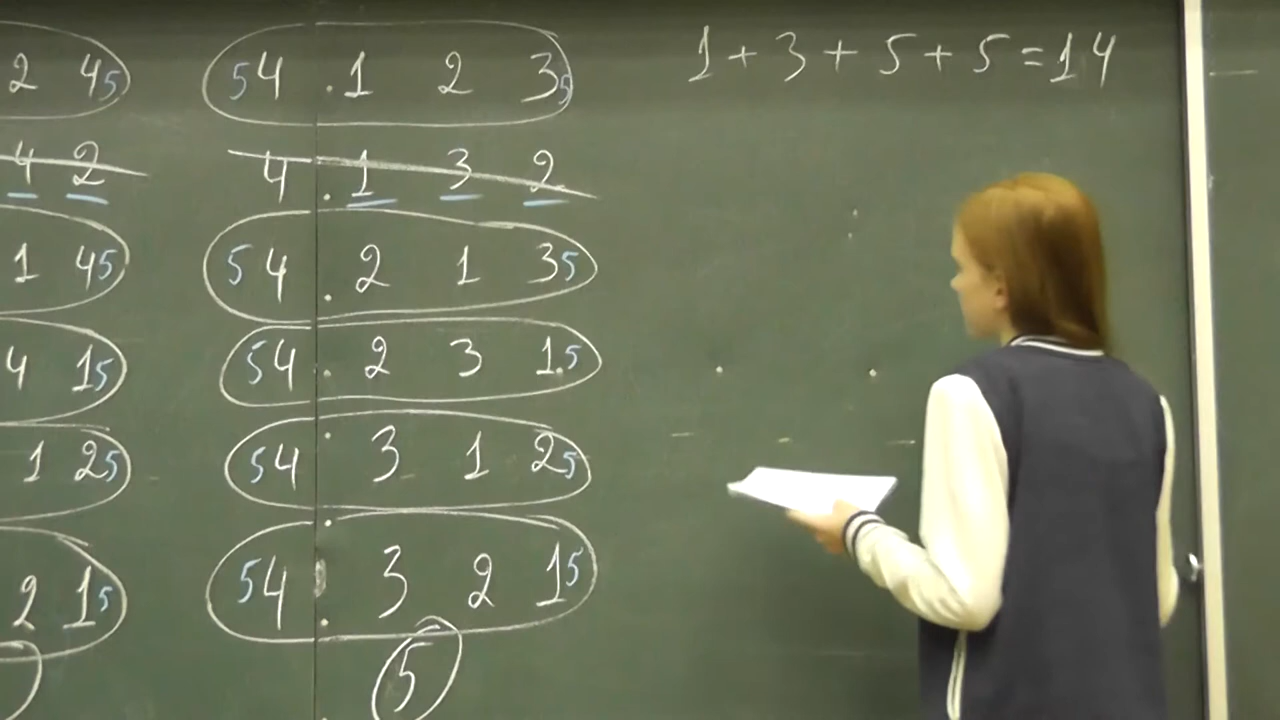 1 + 3 + 5 + 5 = 14
2 45 54 1 2 35
4 2 4 1 3 2
1 45 54 2 1 35
4 15 54 2 3 15
1 25 54 3 1 25
2 15 54 3 2 15
5